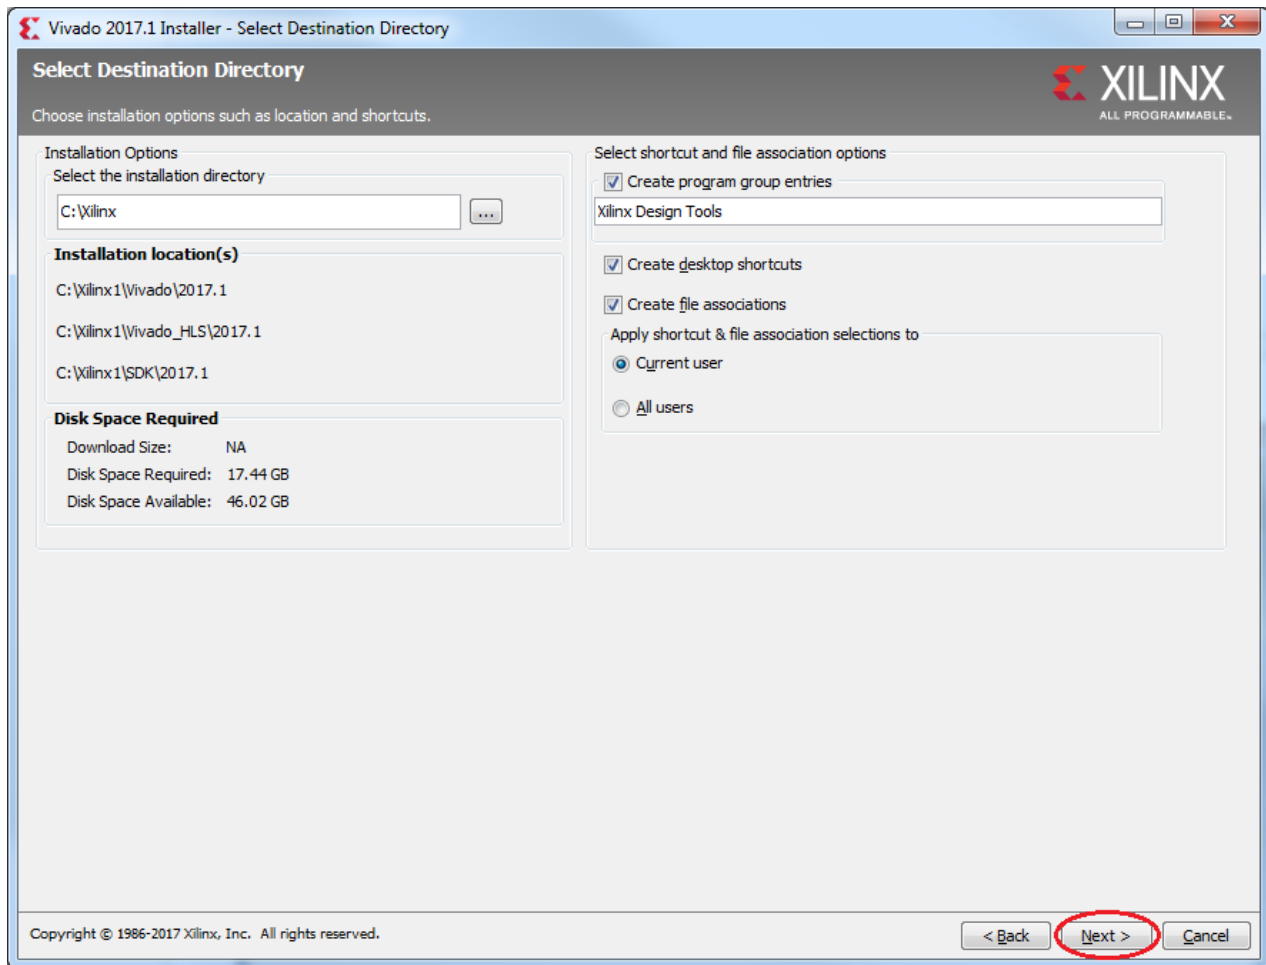 Vivado 2017.1 Installer - Select Destination Directory
Select Destination Directory
XILINX
ALL PROGRAMMABLE™
Choose installation options such as location and shortcuts.
Installation Options
Select the installation directory
C:\Xilinx
...
Installation location(s)
C:\Xilinx1\Vivado\2017.1
C:\Xilinx1\Vivado_HLS\2017.1
C:\Xilinx1\SDK\2017.1
Disk Space Required
Download Size: NA
Disk Space Required: 17.44 GB
Disk Space Available: 46.02 GB
Select shortcut and file association options
Create program group entries
Xilinx Design Tools
Create desktop shortcuts
Create file associations
Apply shortcut & file association selections to
Current user
All users
Copyright © 1986-2017 Xilinx, Inc. All rights reserved.
< Back
Next >
Cancel